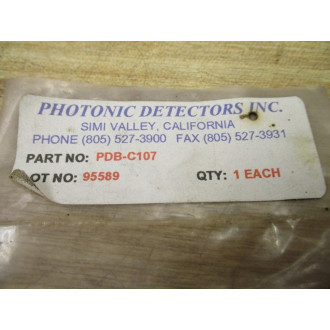 PHOTONIC DETECTORS INC.
SIMI VALLEY, CALIFORNIA
PHONE (805) 527-3900 FAX (805) 527-3931
PART NO: PDB-C107
OT NO: 95589 QTY: 1 EACH